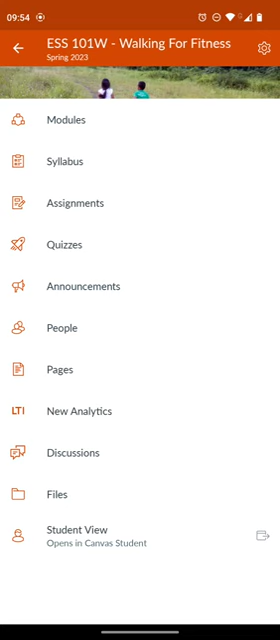 09:54
ESS 101W - Walking For Fitness
Spring 2023
Modules
Syllabus
Assignments
Quizzes
Announcements
People
Pages
LTI New Analytics
Discussions
Files
Student View
Opens in Canvas Student